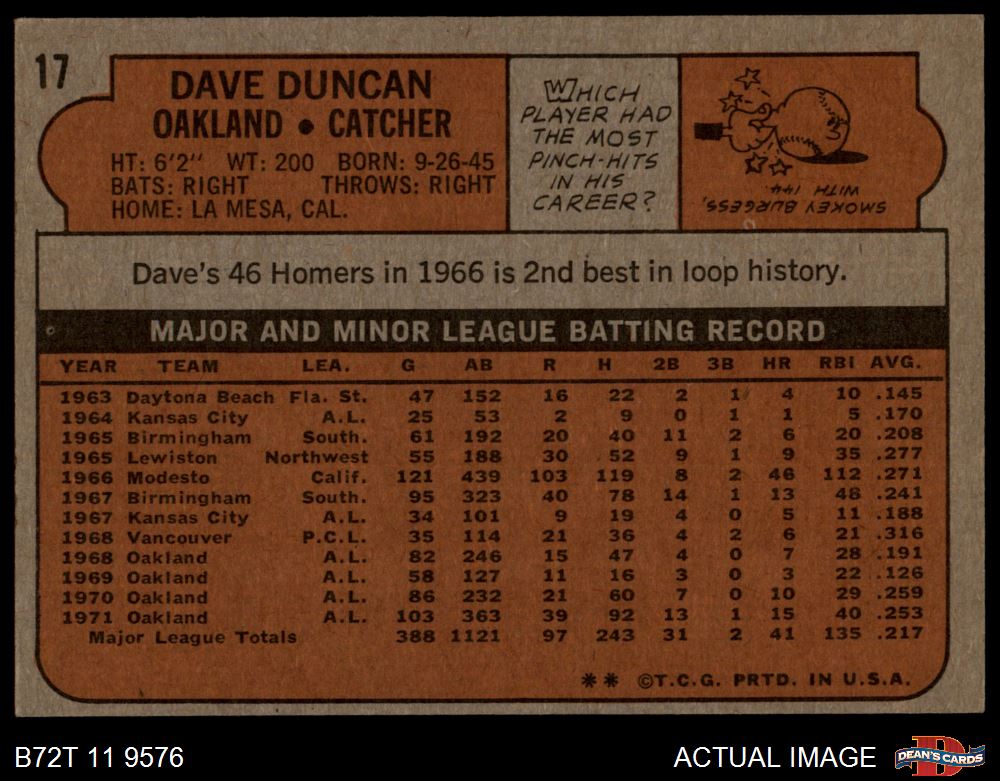 17
DAVE DUNCAN
OAKLAND • CATCHER
HT: 6'2" WT: 200 BORN: 9-26-45
BATS: RIGHT THROWS: RIGHT
HOME: LA MESA, CAL.
WHICH
PLAYER HAD
THE MOST
PINCH-HITS
IN HIS
CAREER?
SMOKEY BURGESS,
WITH 144.
Dave's 46 Homers in 1966 is 2nd best in loop history.
MAJOR AND MINOR LEAGUE BATTING RECORD
YEAR TEAM LEA. G AB R H 2B 3B HR RBI AVG.
1963 Daytona Beach Fla. St. 47 152 16 22 2 1 4 10 .145
1964 Kansas City A.L. 25 53 2 9 0 1 1 5 .170
1965 Birmingham South. 61 192 20 40 11 2 6 20 .208
1965 Lewiston Northwest 55 188 30 52 9 1 9 35 .277
1966 Modesto Calif. 121 439 103 119 8 2 46 112 .271
1967 Birmingham South. 95 323 40 78 14 1 13 48 .241
1967 Kansas City A.L. 34 101 9 19 4 0 5 11 .188
1968 Vancouver P.C.L. 35 114 21 36 4 2 6 21 .316
1968 Oakland A.L. 82 246 15 47 4 0 7 28 .191
1969 Oakland A.L. 58 127 11 16 3 0 3 22 .126
1970 Oakland A.L. 86 232 21 60 7 0 10 29 .259
1971 Oakland A.L. 103 363 39 92 13 1 15 40 .253
Major League Totals 388 1121 97 243 31 2 41 135 .217
** ©T.C.G. PRTD. IN U.S.A.
B72T 11 9576
ACTUAL IMAGE
DEAN'S CARDS